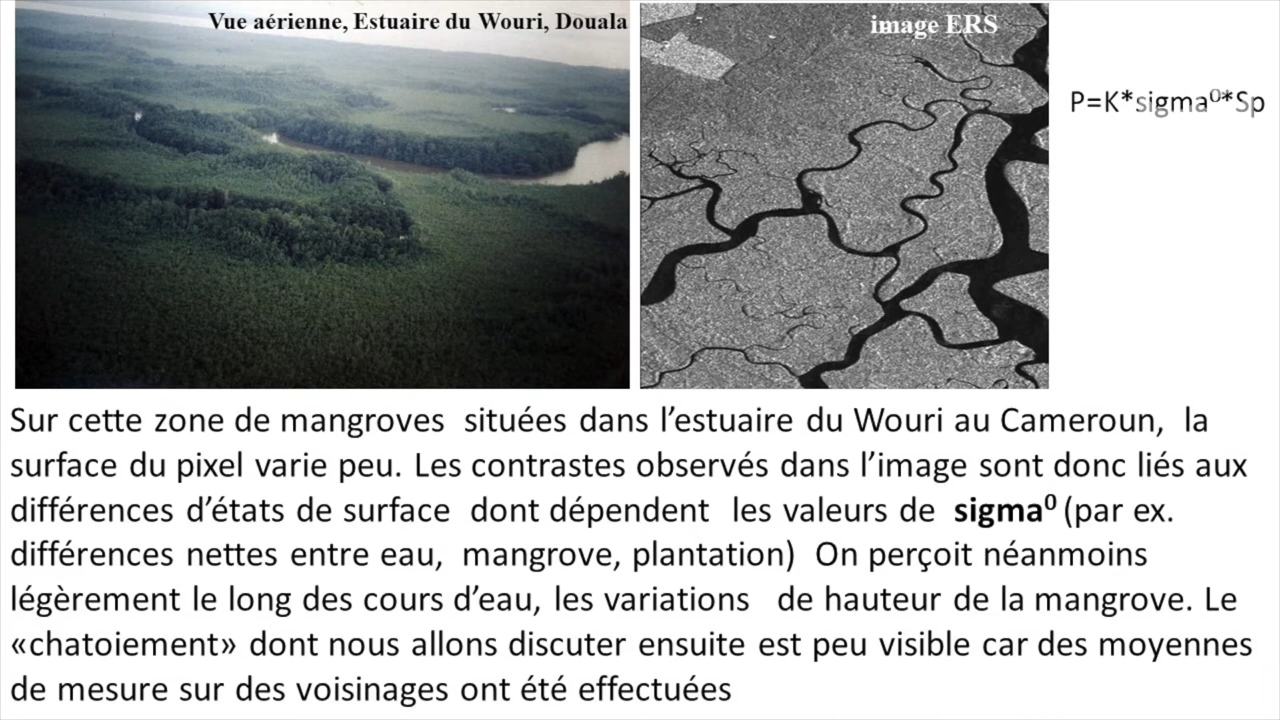 Vue aérienne, Estuaire du Wouri, Douala
image ERS
P=K*sigma⁰*Sp
Sur cette zone de mangroves situées dans l’estuaire du Wouri au Cameroun, la
surface du pixel varie peu. Les contrastes observés dans l’image sont donc liés aux
différences d’états de surface dont dépendent les valeurs de sigma⁰ (par ex.
différences nettes entre eau, mangrove, plantation) On perçoit néanmoins
légèrement le long des cours d’eau, les variations de hauteur de la mangrove. Le
«chatoiement» dont nous allons discuter ensuite est peu visible car des moyennes
de mesure sur des voisinages ont été effectuées